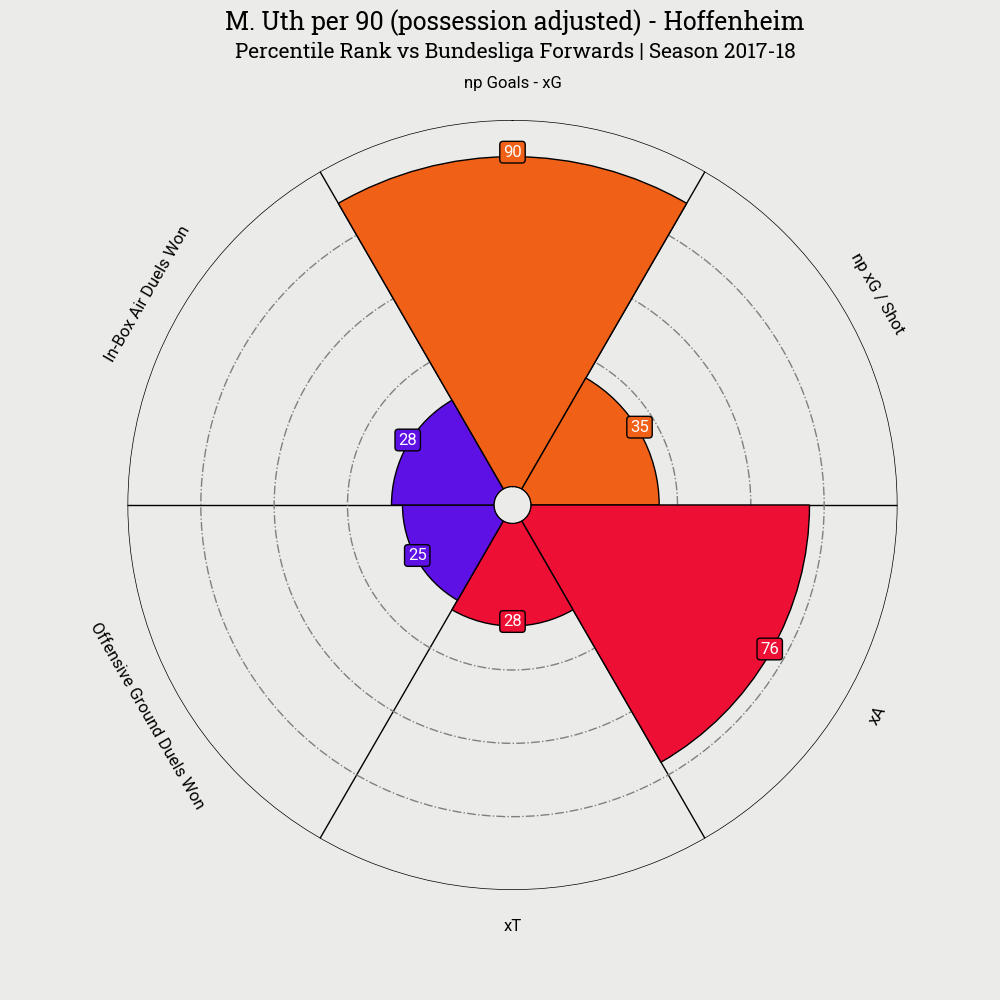 M. Uth per 90 (possession adjusted) - Hoffenheim
Percentile Rank vs Bundesliga Forwards | Season 2017-18
np Goals - xG
90
In-Box Air Duels Won
np xG / Shot
28
35
25
28
76
Offensive Ground Duels Won
xA
xT